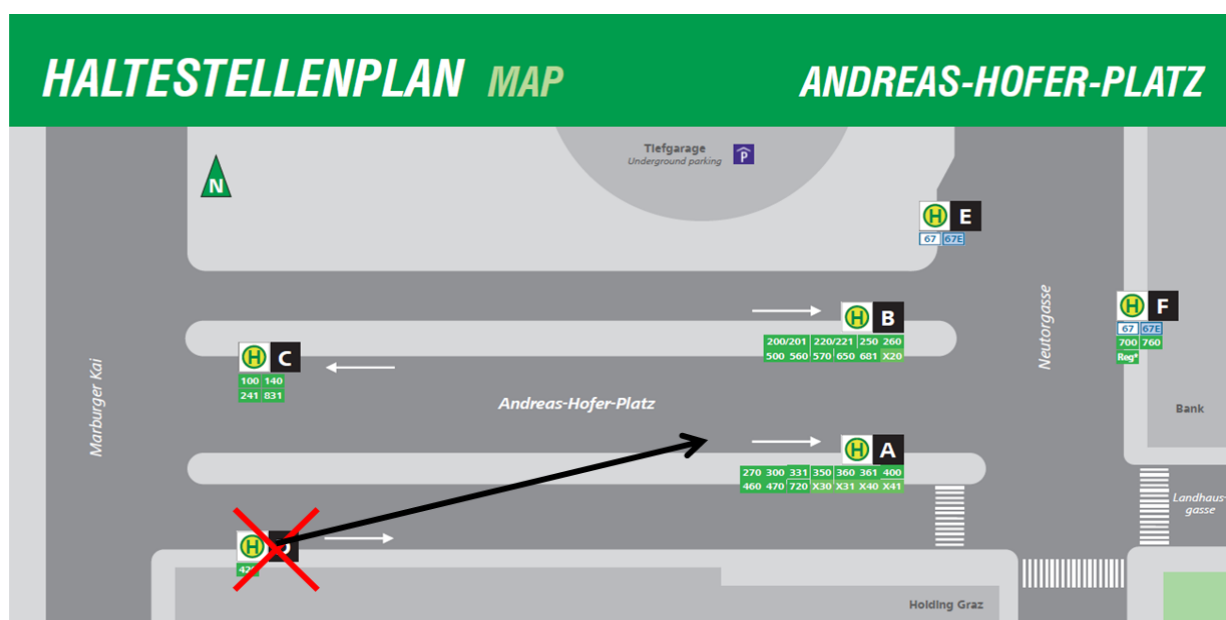 HALTESTELLENPLAN MAP
ANDREAS-HOFER-PLATZ
Tiefgarage
Underground parking
P
N
H E
67 67E
H B
200/201 220/221 250 260
500 560 570 650 681 X20
H F
67 67E
700 760
Reg*
H C
100 140
241 831
Marburger Kai
Neutorgasse
Andreas-Hofer-Platz
Bank
H A
270 300 331 350 360 361 400
460 470 720 X30 X31 X40 X41
Landhaus-
gasse
H
Holding Graz